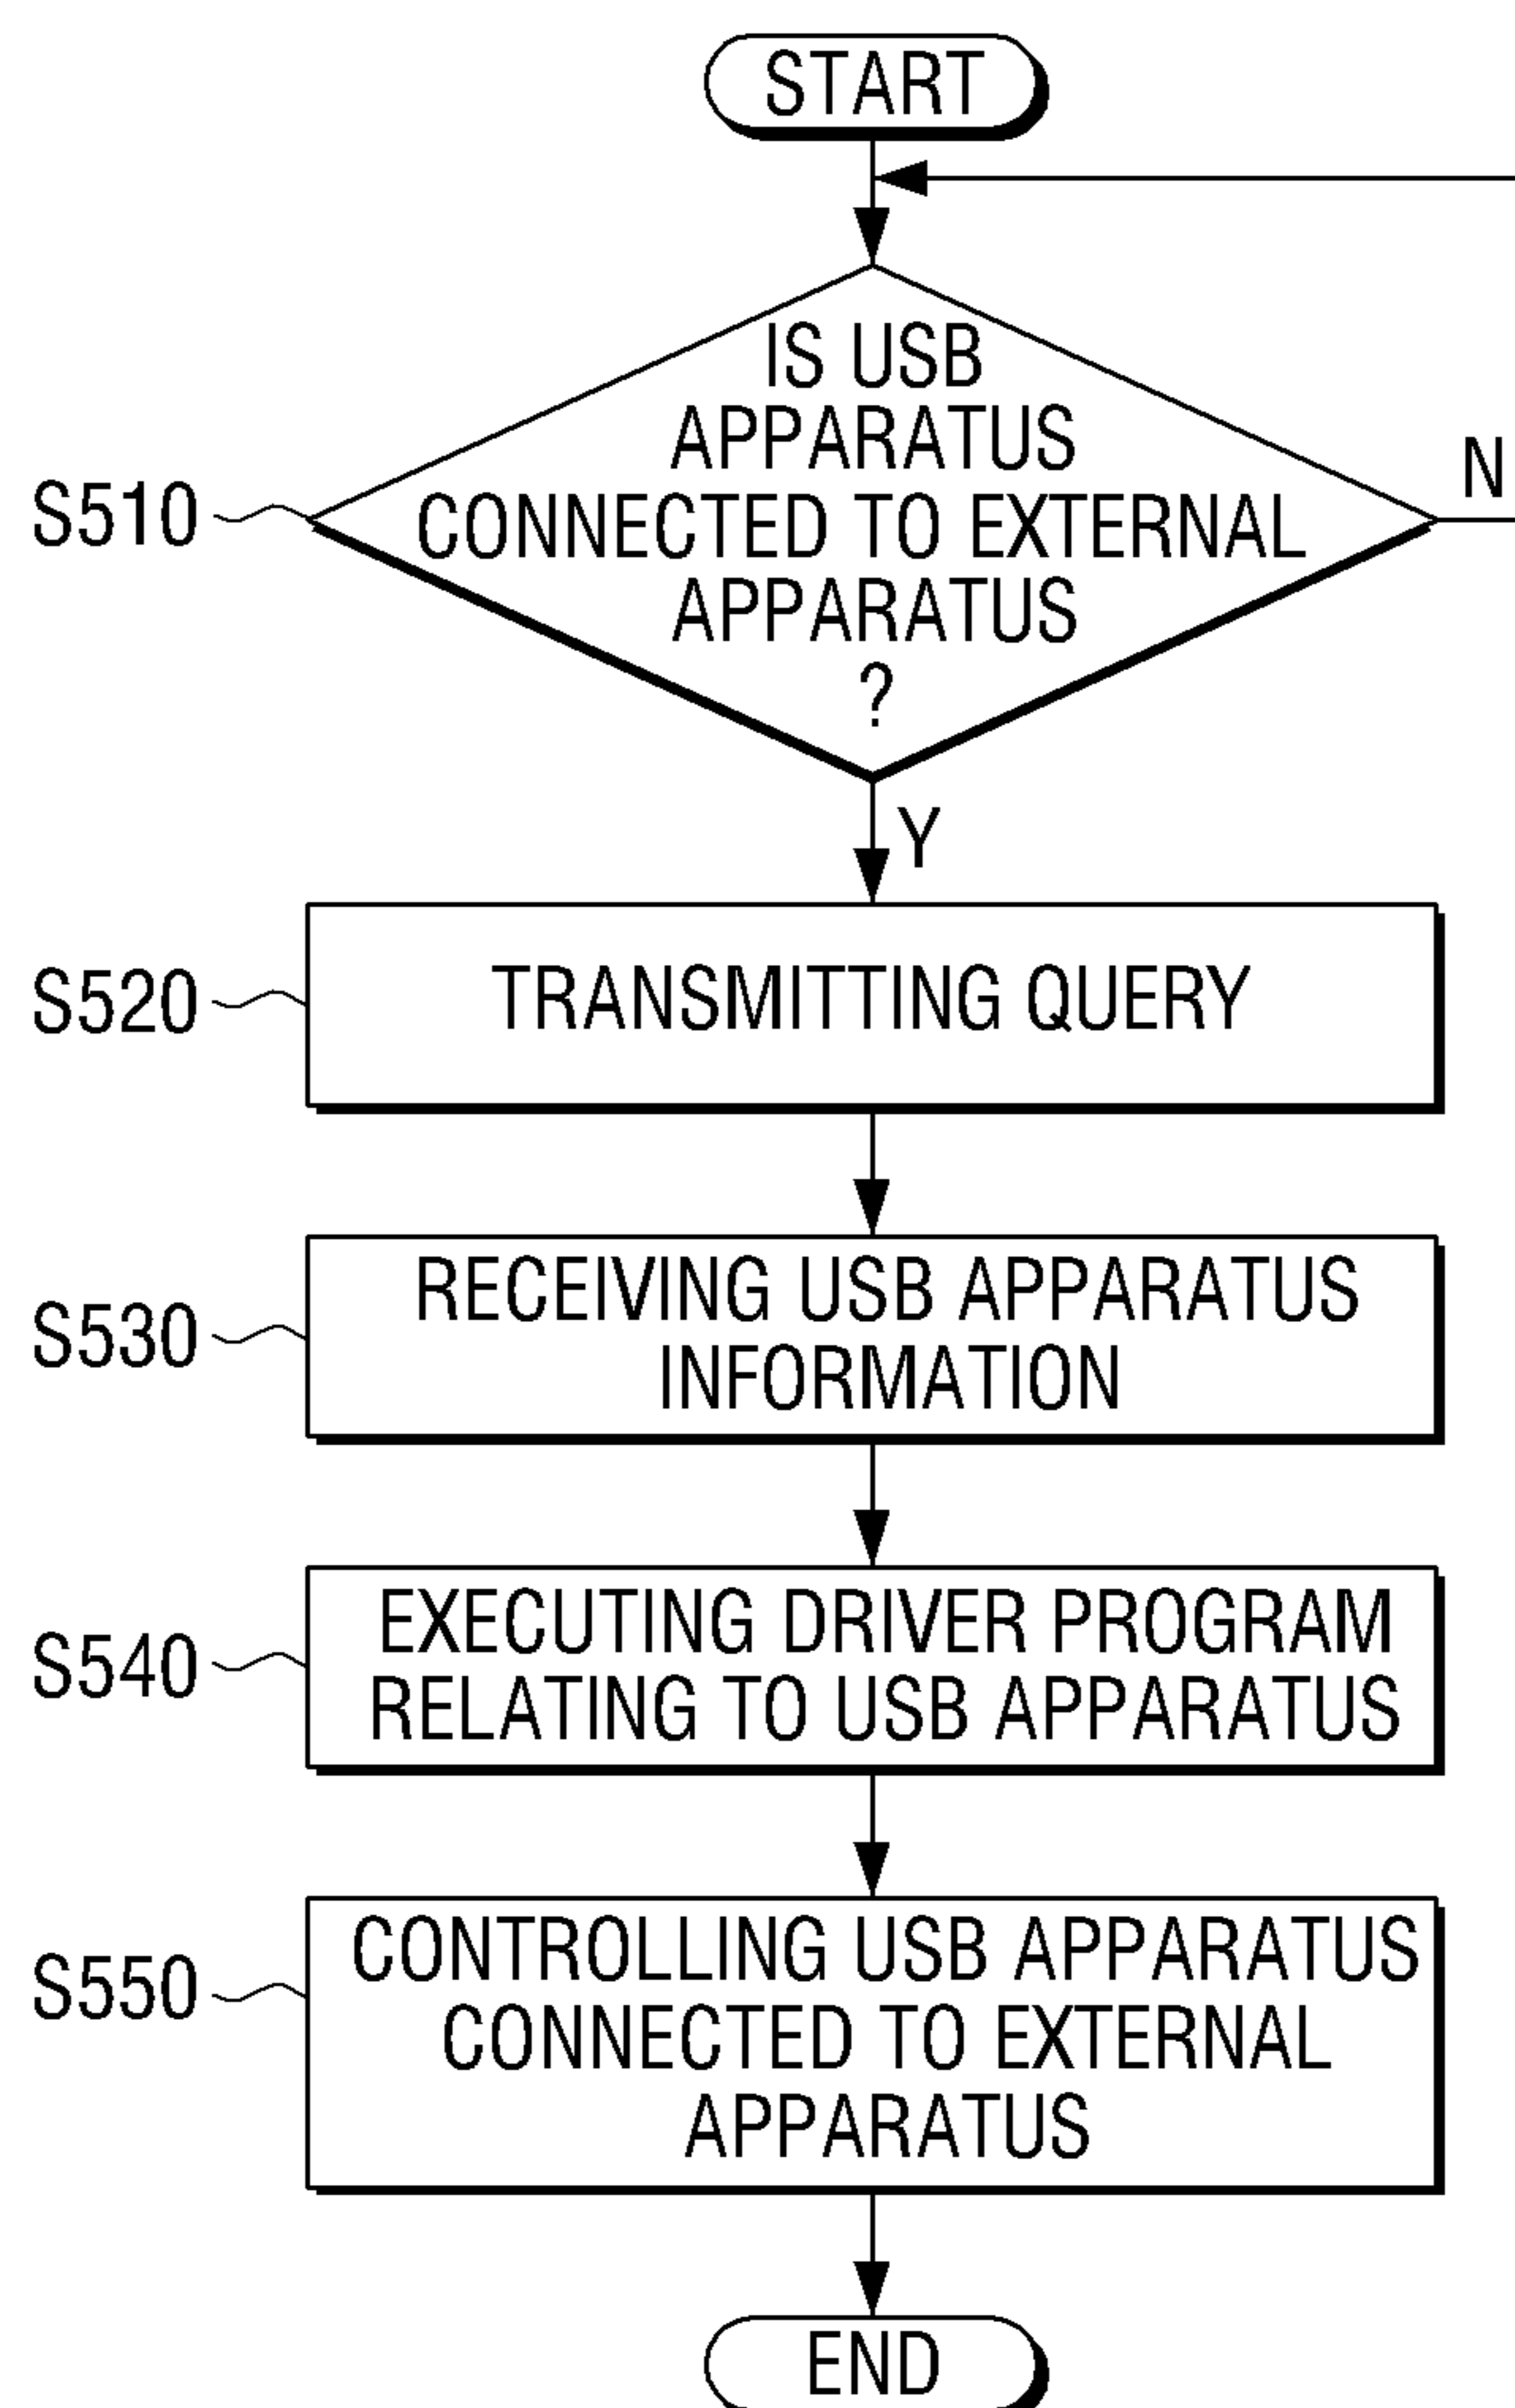 START
IS USB
APPARATUS
CONNECTED TO EXTERNAL
APPARATUS
?
S510
N
Y
S520
TRANSMITTING QUERY
S530
RECEIVING USB APPARATUS
INFORMATION
S540
EXECUTING DRIVER PROGRAM
RELATING TO USB APPARATUS
S550
CONTROLLING USB APPARATUS
CONNECTED TO EXTERNAL
APPARATUS
END